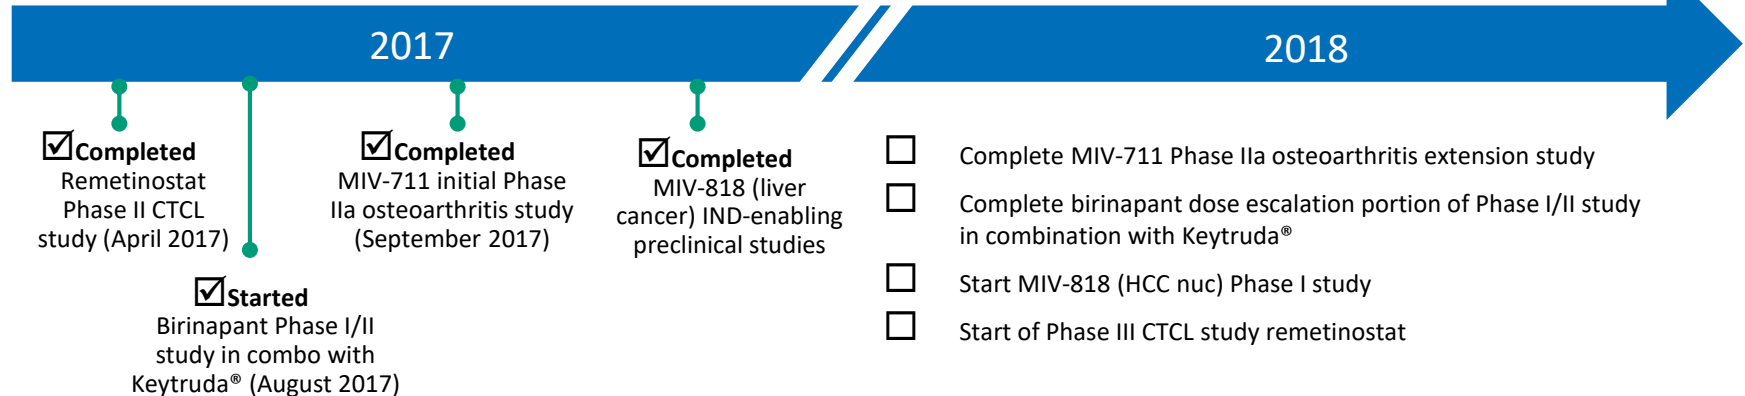 2017
2018
☑Completed
Remetinostat
Phase II CTCL
study (April 2017)
☑Started
Birinapant Phase I/II
study in combo with
Keytruda® (August 2017)
☑Completed
MIV-711 initial Phase
IIa osteoarthritis study
(September 2017)
☑Completed
MIV-818 (liver
cancer) IND-enabling
preclinical studies
☐ Complete MIV-711 Phase IIa osteoarthritis extension study
☐ Complete birinapant dose escalation portion of Phase I/II study
in combination with Keytruda®
☐ Start MIV-818 (HCC nuc) Phase I study
☐ Start of Phase III CTCL study remetinostat